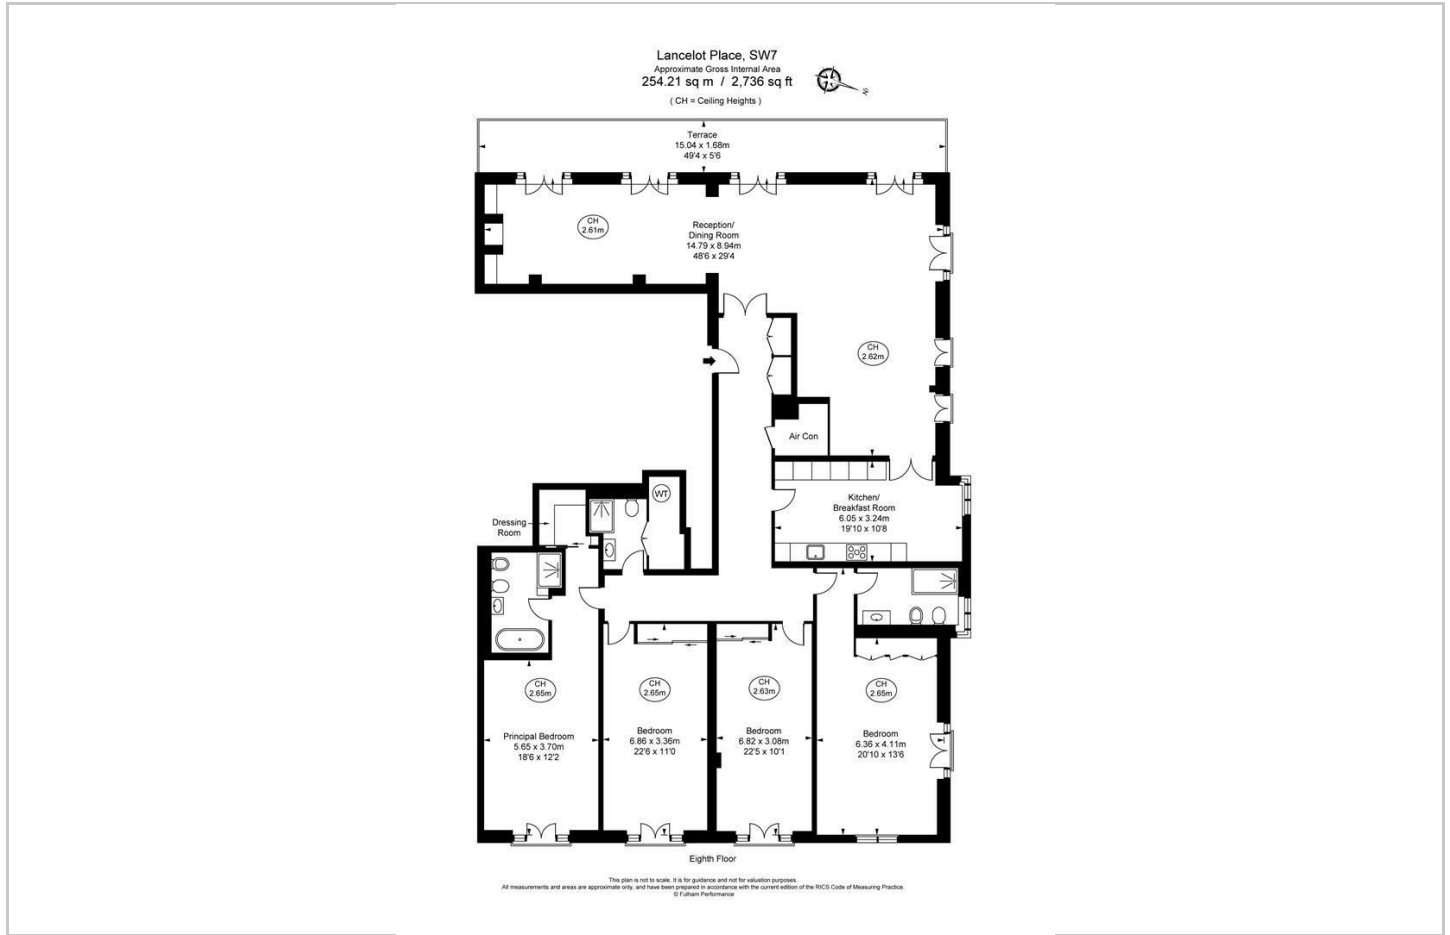 Lancelot Place, SW7
Approximate Gross Internal Area
254.21 sq m / 2,736 sq ft
( CH = Ceiling Heights )
N
Terrace
15.04 x 1.68m
49'4 x 5'6
CH
2.61m
Reception/
Dining Room
14.79 x 8.94m
48'6 x 29'4
CH
2.62m
Air Con
Kitchen/
Breakfast Room
6.05 x 3.24m
19'10 x 10'8
WT
Dressing
Room
CH
2.65m
Principal Bedroom
5.65 x 3.70m
18'6 x 12'2
CH
2.65m
Bedroom
6.86 x 3.36m
22'6 x 11'0
CH
2.63m
Bedroom
6.82 x 3.08m
22'5 x 10'1
CH
2.65m
Bedroom
6.36 x 4.11m
20'10 x 13'6
Eighth Floor
This plan is not to scale. It is for guidance and not for valuation purposes.
All measurements and areas are approximate only, and have been prepared in accordance with the current edition of the RICS Code of Measuring Practice.
© Fulham Performance